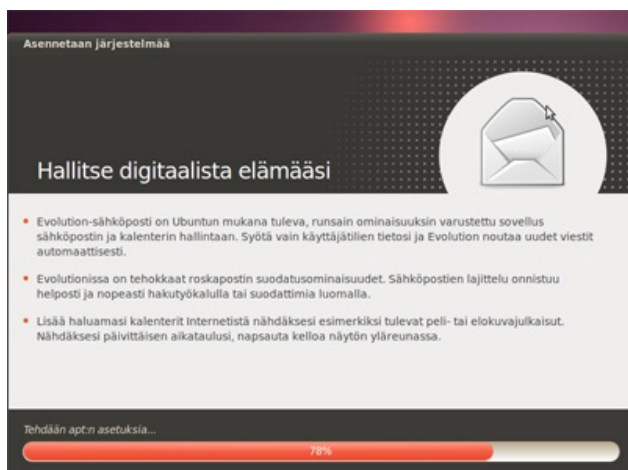 Asennetaan järjestelmää
Hallitse digitaalista elämääsi
Evolution-sähköposti on Ubuntun mukana tuleva, runsain ominaisuuksin varustettu sovellus
sähköpostin ja kalenterin hallintaan. Syötä vain käyttäjätilien tietosi ja Evolution noutaa uudet viestit
automaattisesti.
Evolutionissa on tehokkaat roskapostin suodatusominaisuudet. Sähköpostien lajittelu onnistuu
helposti ja nopeasti hakutyökalulla tai suodattimia luomalla.
Lisää haluamasi kalenterit Internetistä nähdäksesi esimerkiksi tulevat peli- tai elokuvajulkaisut.
Nähdäksesi päivittäisen aikataulusi, napsauta kelloa näytön yläreunassa.
Tehdään apt:n asetuksia...
78%